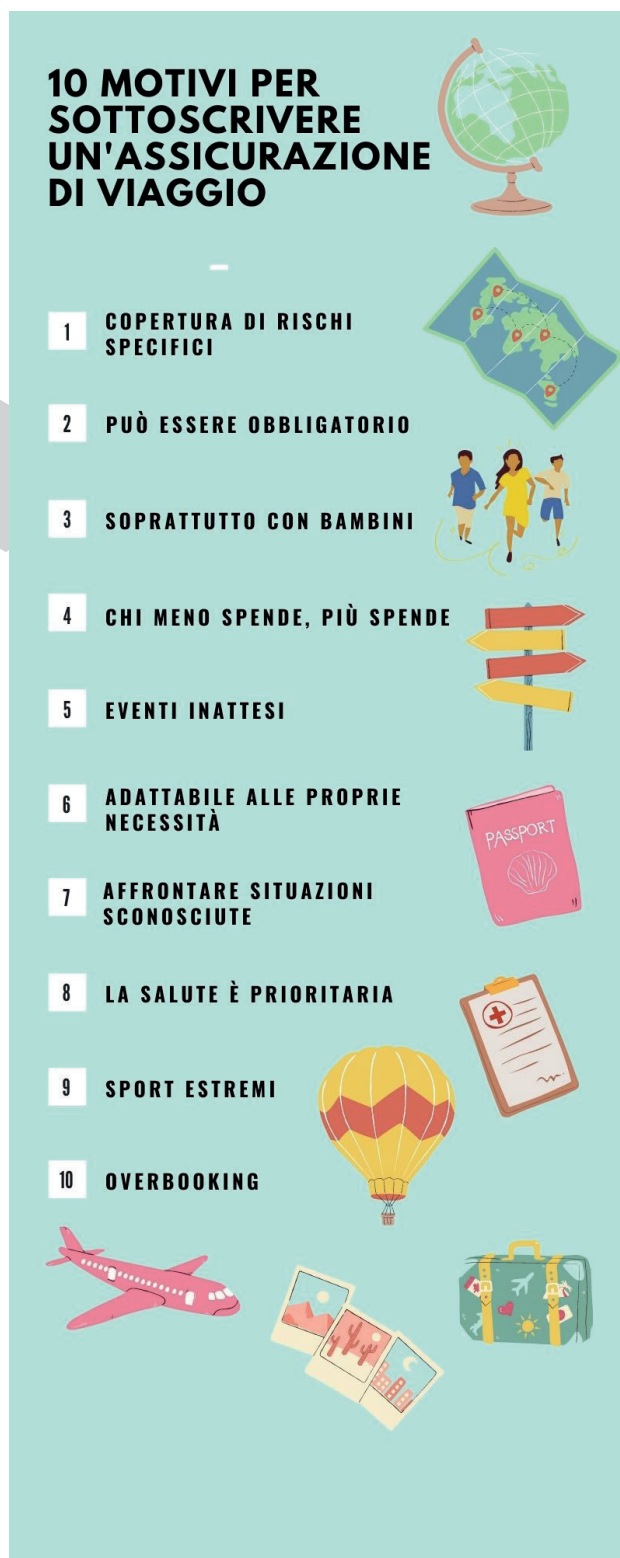 10 MOTIVI PER
SOTTOSCRIVERE
UN'ASSICURAZIONE
DI VIAGGIO
1
COPERTURA DI RISCHI
SPECIFICI
2
PUÒ ESSERE OBBLIGATORIO
3
SOPRATTUTTO CON BAMBINI
4
CHI MENO SPENDE, PIÙ SPENDE
5
EVENTI INATTESI
6
ADATTABILE ALLE PROPRIE
NECESSITÀ
PASSPORT
7
AFFRONTARE SITUAZIONI
SCONOSCIUTE
8
LA SALUTE È PRIORITARIA
9
SPORT ESTREMI
10
OVERBOOKING